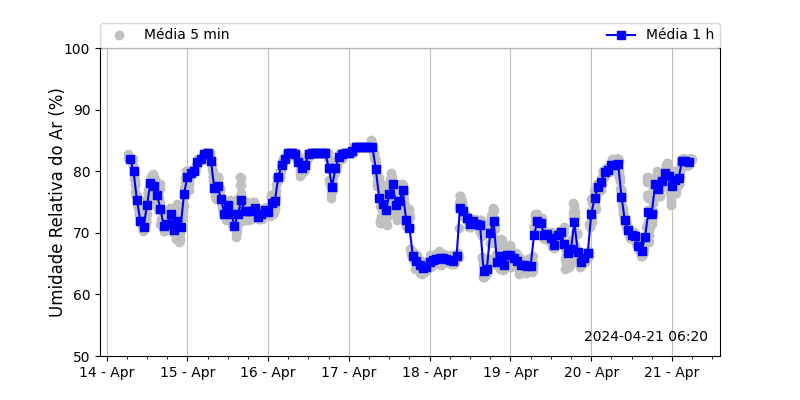 Média 5 min Média 1 h
Umidade Relativa do Ar (%)
100
90
80
70
60
50
2024-04-21 06:20
14 - Apr 15 - Apr 16 - Apr 17 - Apr 18 - Apr 19 - Apr 20 - Apr 21 - Apr